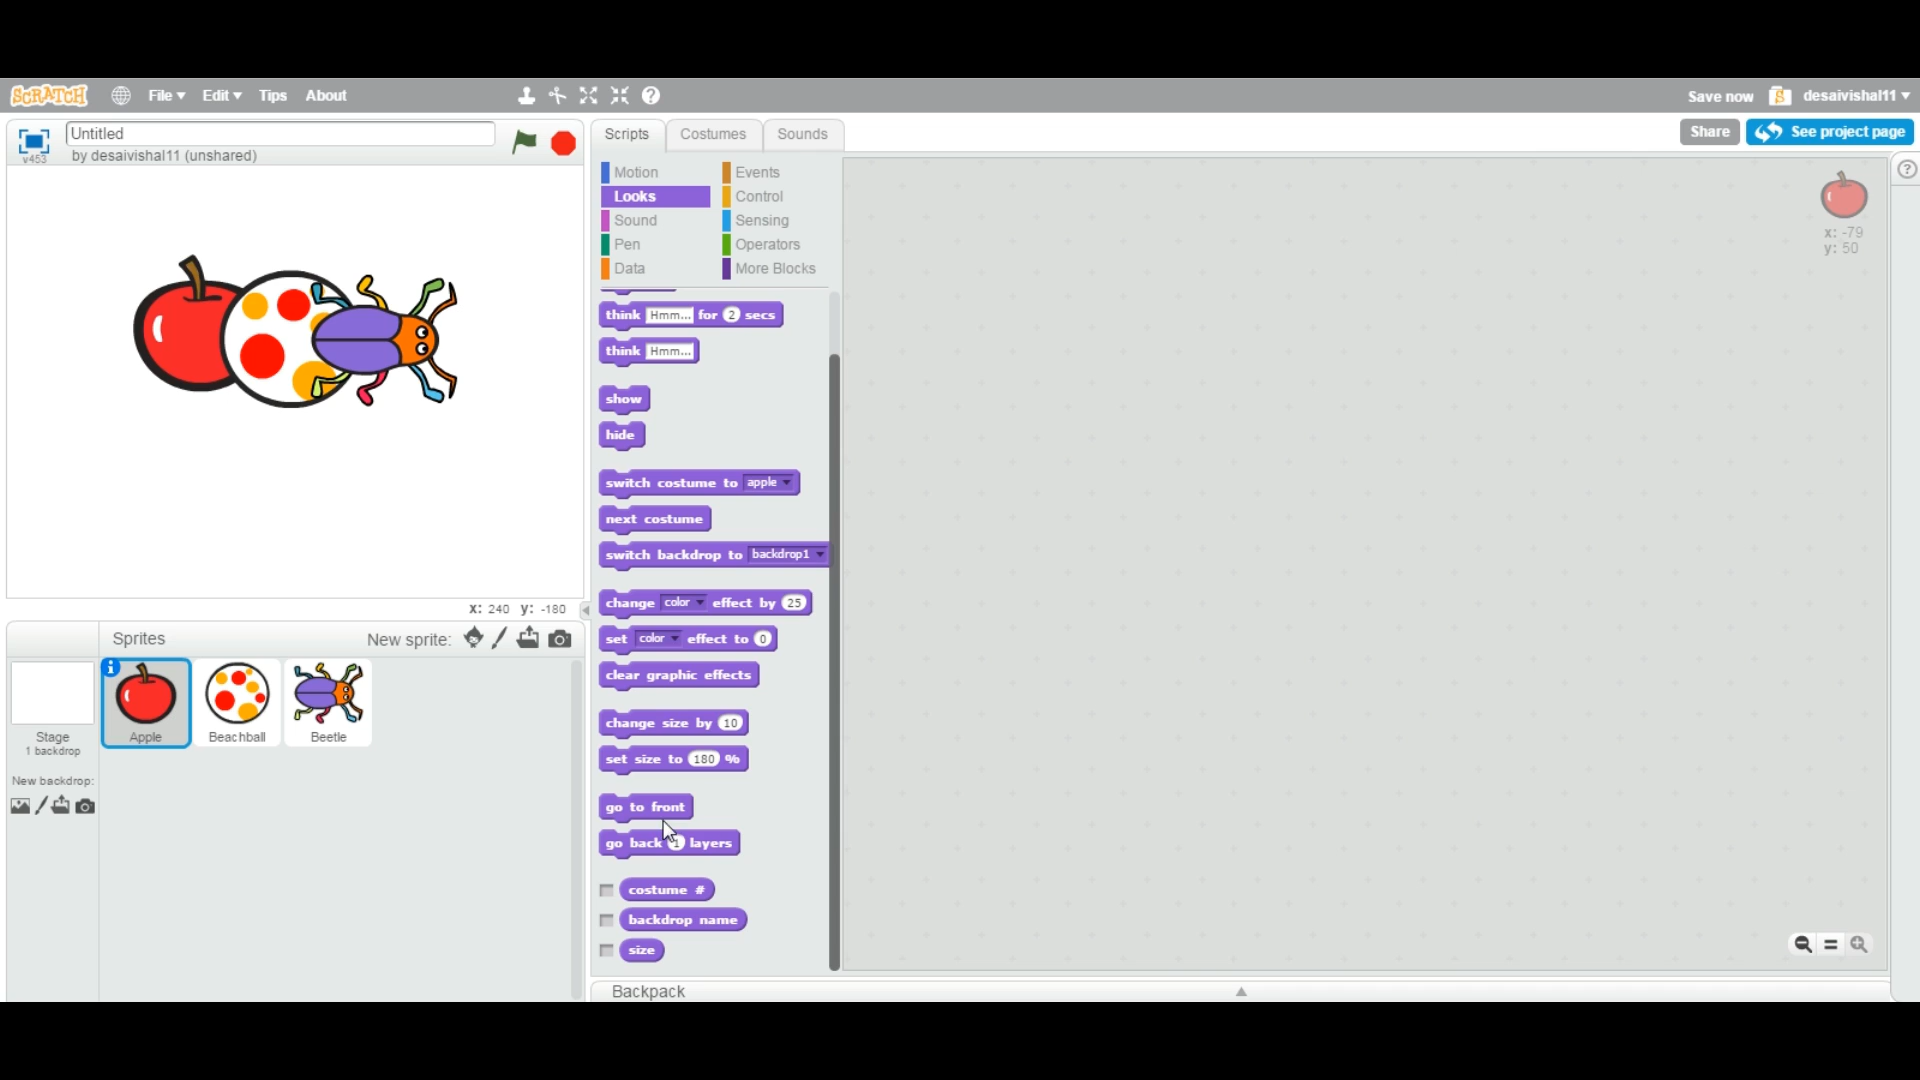 SCRATCH File Edit Tips About Save now desaivishal11
v453 Untitled
by desaivishal11 (unshared)
Scripts Costumes Sounds Share See project page
Motion Events
Looks Control
Sound Sensing
Pen Operators
Data More Blocks
think Hmm... for 2 secs
think Hmm...
show
hide
switch costume to apple
next costume
switch backdrop to backdrop1
change color effect by 25
set color effect to 0
clear graphic effects
change size by 10
set size to 180 %
go to front
go back 1 layers
costume #
backdrop name
size
x: -79
y: 50
x: 240 y: -180
Sprites New sprite:
Stage
1 backdrop
New backdrop:
Apple Beachball Beetle
Backpack